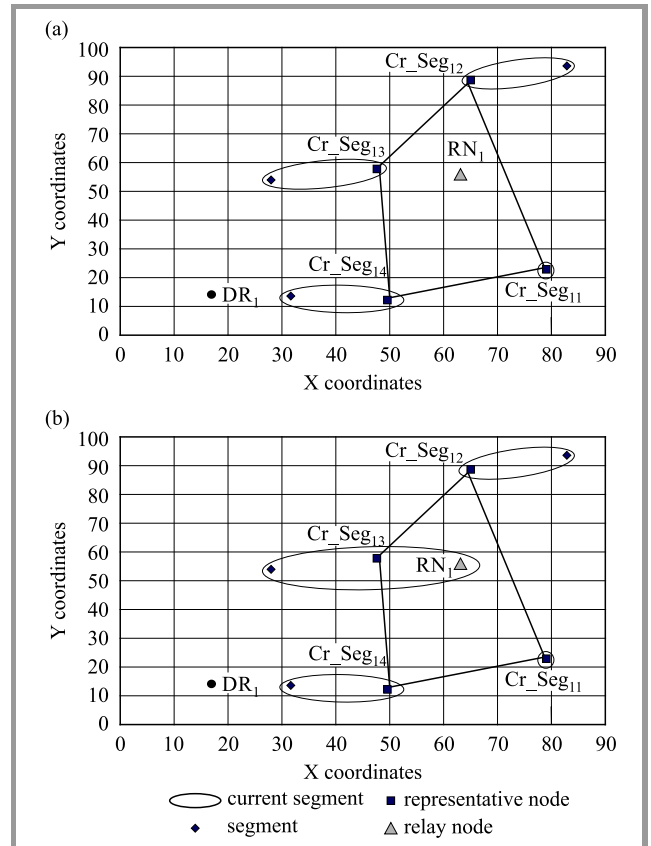 (a)
100
90
80
70
60
50
40
30
20
10
0
Y coordinates
Cr_Seg12
Cr_Seg13
RN1
Cr_Seg14
DR1
Cr_Seg11
0 10 20 30 40 50 60 70 80 90
X coordinates
(b)
100
90
80
70
60
50
40
30
20
10
0
Y coordinates
Cr_Seg12
Cr_Seg13
RN1
Cr_Seg14
DR1
Cr_Seg11
0 10 20 30 40 50 60 70 80 90
X coordinates
current segment representative node
segment relay node